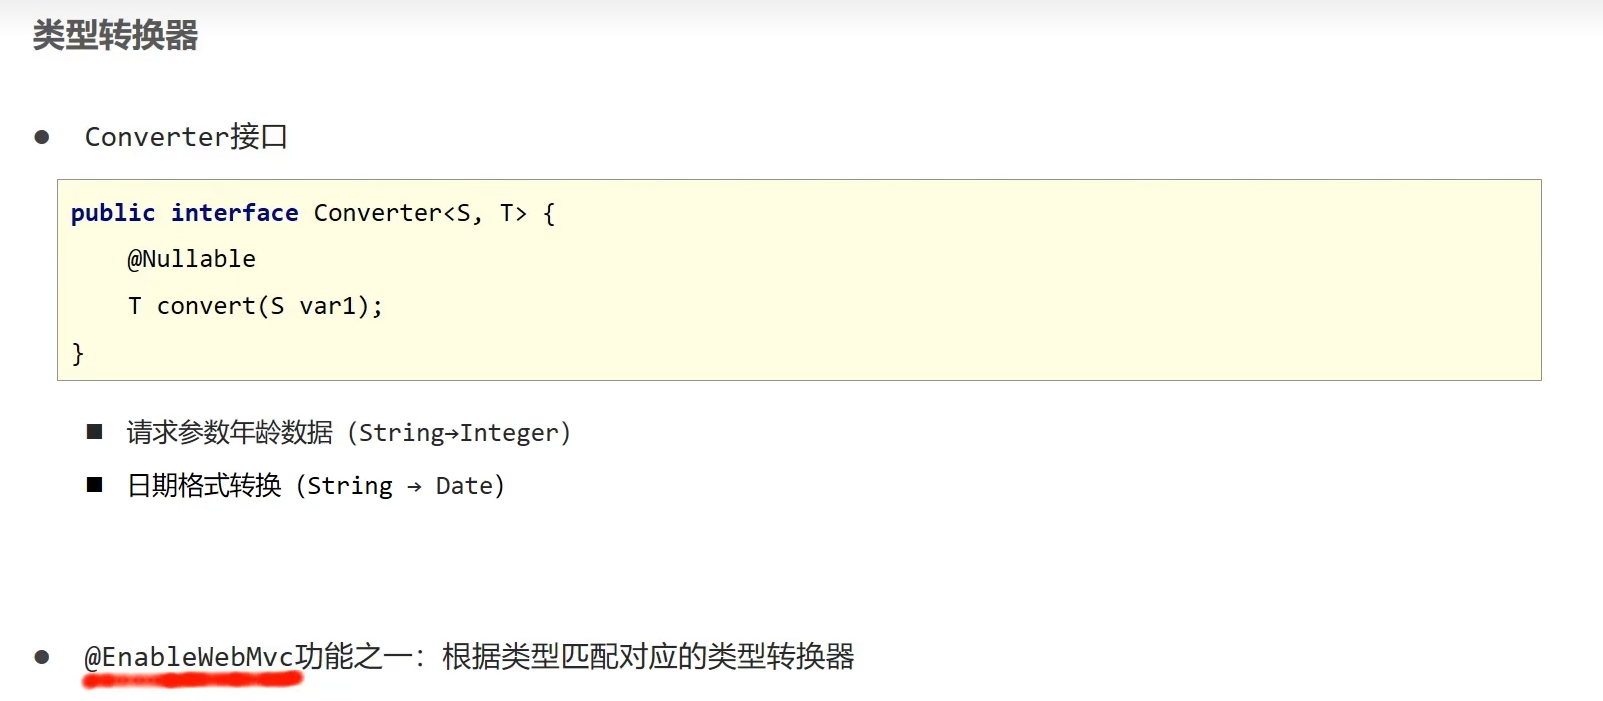 类型转换器
● Converter接口
public interface Converter<S, T> {
    @Nullable
    T convert(S var1);
}
■ 请求参数年龄数据（String→Integer）
■ 日期格式转换（String → Date）
● @EnableWebMvc功能之一：根据类型匹配对应的类型转换器